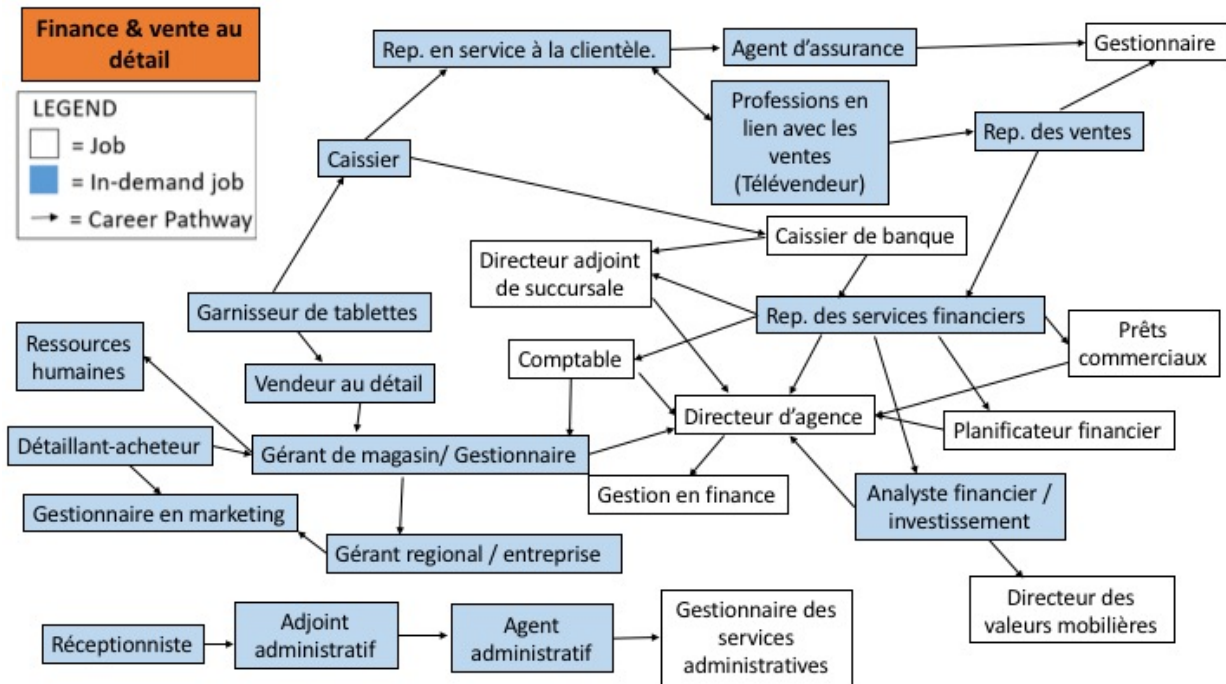 Finance & vente au
détail
LEGEND
= Job
= In-demand job
= Career Pathway
Rep. en service à la clientèle.
Agent d'assurance
Gestionnaire
Professions en
lien avec les
ventes
(Télévendeur)
Rep. des ventes
Caissier
Caissier de banque
Directeur adjoint
de succursale
Garnisseur de tablettes
Rep. des services financiers
Ressources
humaines
Comptable
Prêts
commerciaux
Vendeur au détail
Directeur d'agence
Planificateur financier
Détaillant-acheteur
Gérant de magasin/ Gestionnaire
Gestion en finance
Analyste financier /
investissement
Gestionnaire en marketing
Gérant regional / entreprise
Directeur des
valeurs mobilières
Réceptionniste
Adjoint
administratif
Agent
administratif
Gestionnaire des
services
administratives